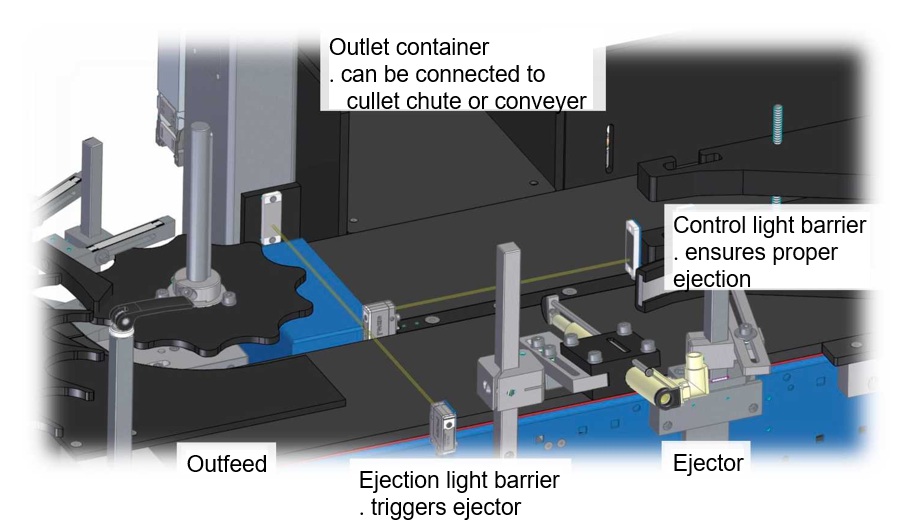 Outlet container
. can be connected to
cullet chute or conveyer
Control light barrier
. ensures proper
ejection
Outfeed
Ejection light barrier
. triggers ejector
Ejector